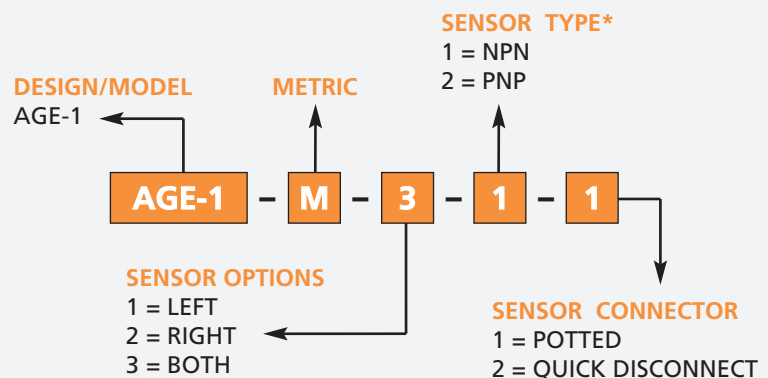 SENSOR TYPE*
1 = NPN
2 = PNP
DESIGN/MODEL
AGE-1
METRIC
AGE-1 - M - 3 - 1 - 1
SENSOR OPTIONS
1 = LEFT
2 = RIGHT
3 = BOTH
SENSOR CONNECTOR
1 = POTTED
2 = QUICK DISCONNECT